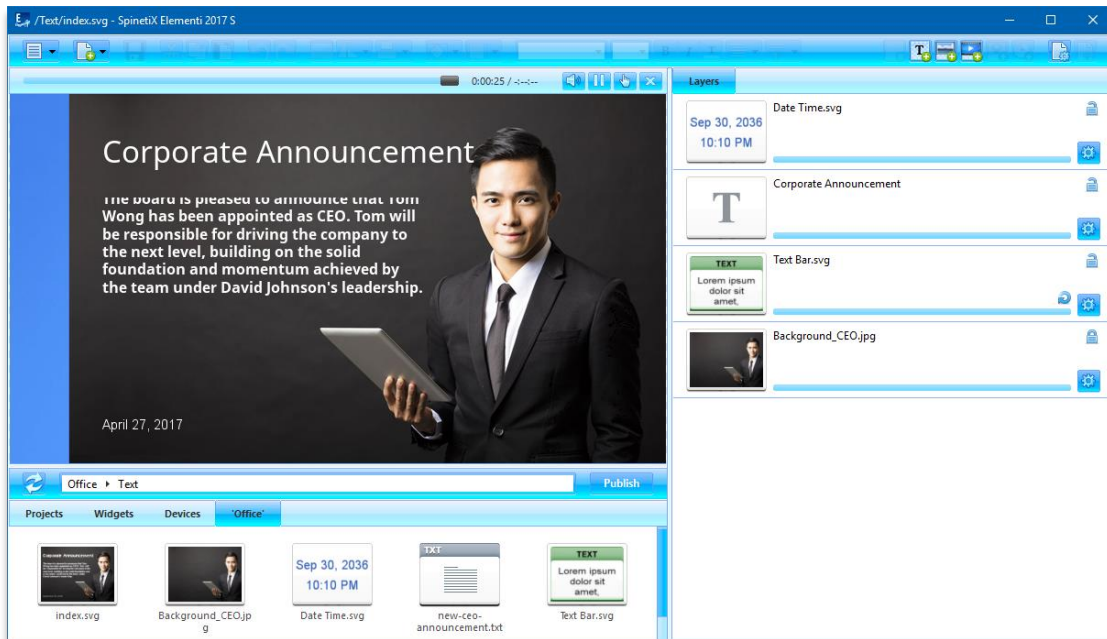 /Text/index.svg - SpinetiX Elementi 2017 S
0:00:25 / -:--:--
Corporate Announcement
The board is pleased to announce that Tom
Wong has been appointed as CEO. Tom will
be responsible for driving the company to
the next level, building on the solid
foundation and momentum achieved by
the team under David Johnson's leadership.
April 27, 2017
Layers
Sep 30, 2036
10:10 PM
Date Time.svg
T
Corporate Announcement
TEXT
Lorem ipsum
dolor sit
amet,
Text Bar.svg
Background_CEO.jpg
Office ▸ Text
Publish
Projects
Widgets
Devices
'Office'
index.svg
Background_CEO.jp
g
Sep 30, 2036
10:10 PM
Date Time.svg
TXT
new-ceo-
announcement.txt
TEXT
Lorem ipsum
dolor sit
amet,
Text Bar.svg